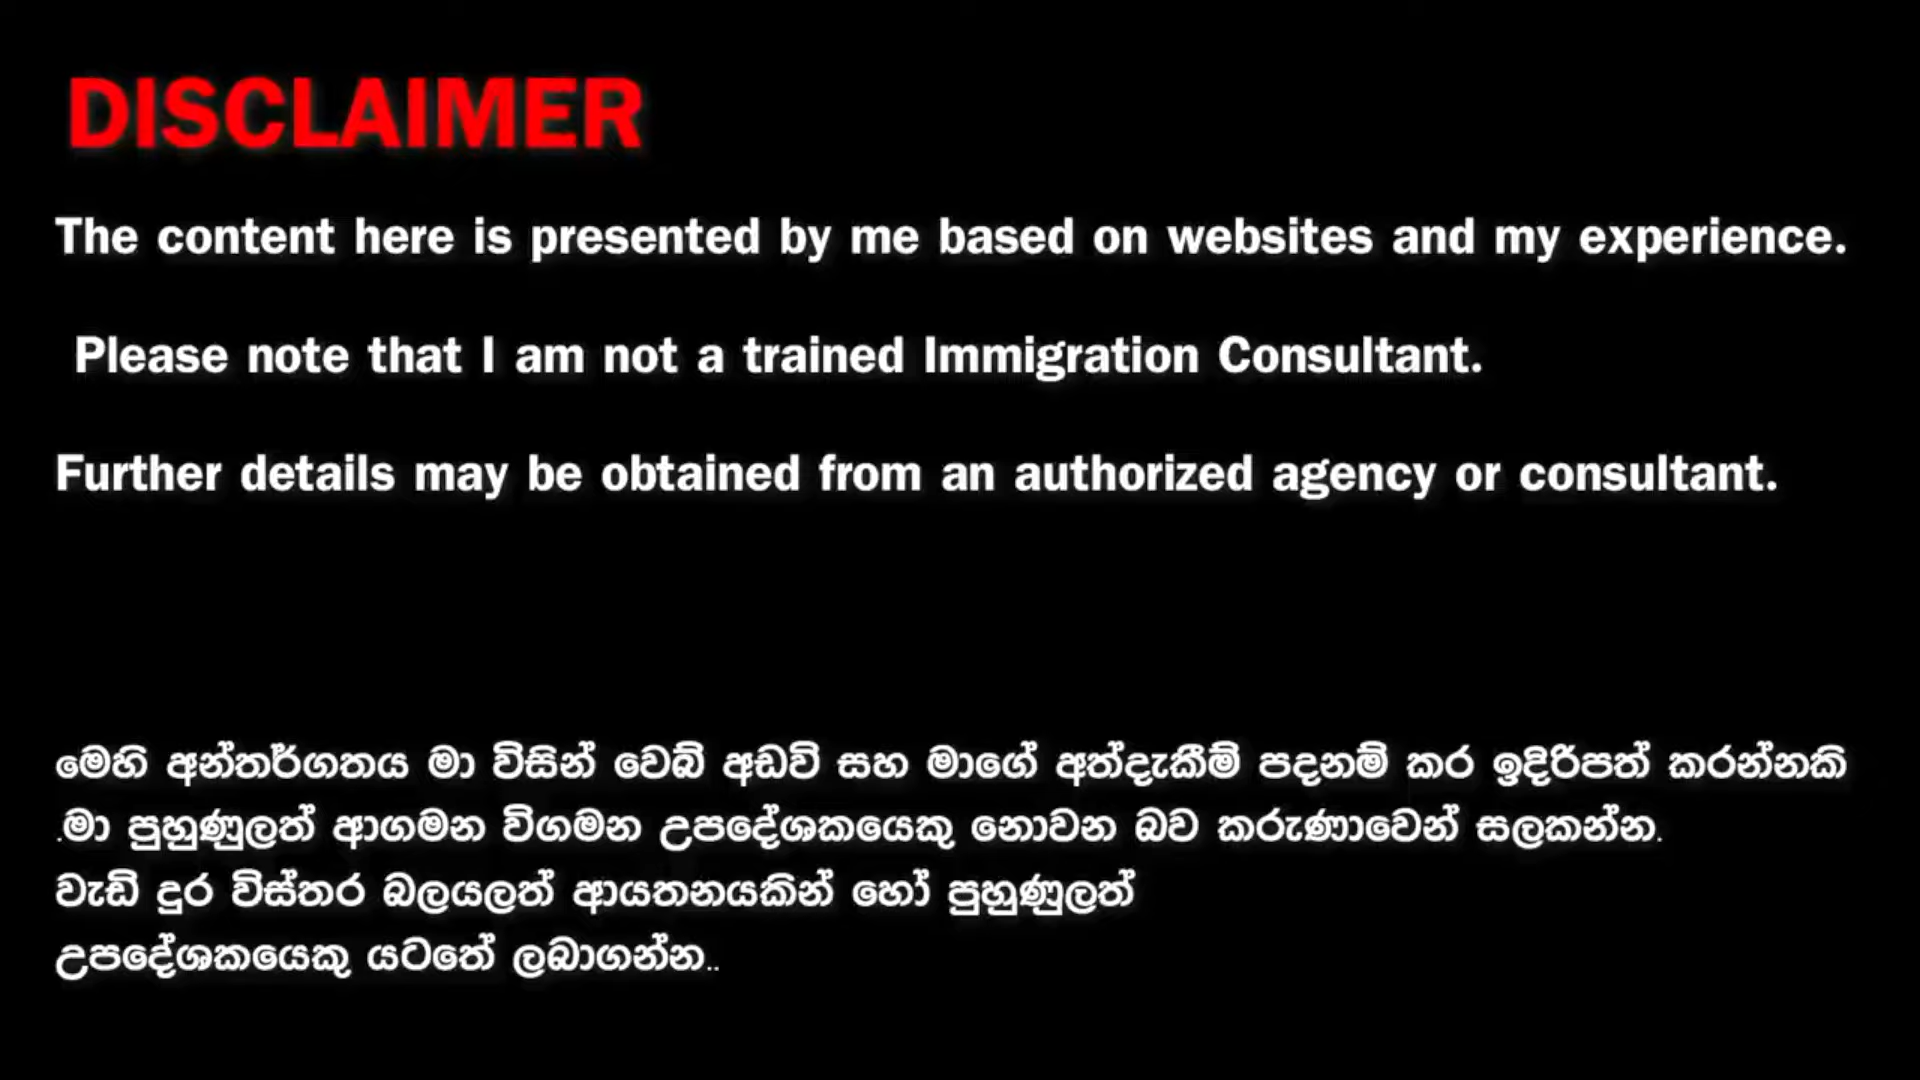 DISCLAIMER
The content here is presented by me based on websites and my experience.
Please note that I am not a trained Immigration Consultant.
Further details may be obtained from an authorized agency or consultant.
මෙහි අන්තර්ගතය මා විසින් වෙබ් අඩවි සහ මාගේ අත්දැකීම් පදනම් කර ඉදිරිපත් කරන්නකි
.මා පුහුණුලත් ආගමන විගමන උපදේශකයෙකු නොවන බව කරුණාවෙන් සලකන්න.
වැඩි දුර විස්තර බලයලත් ආයතනයකින් හෝ පුහුණුලත්
උපදේශකයෙකු යටතේ ලබාගන්න..